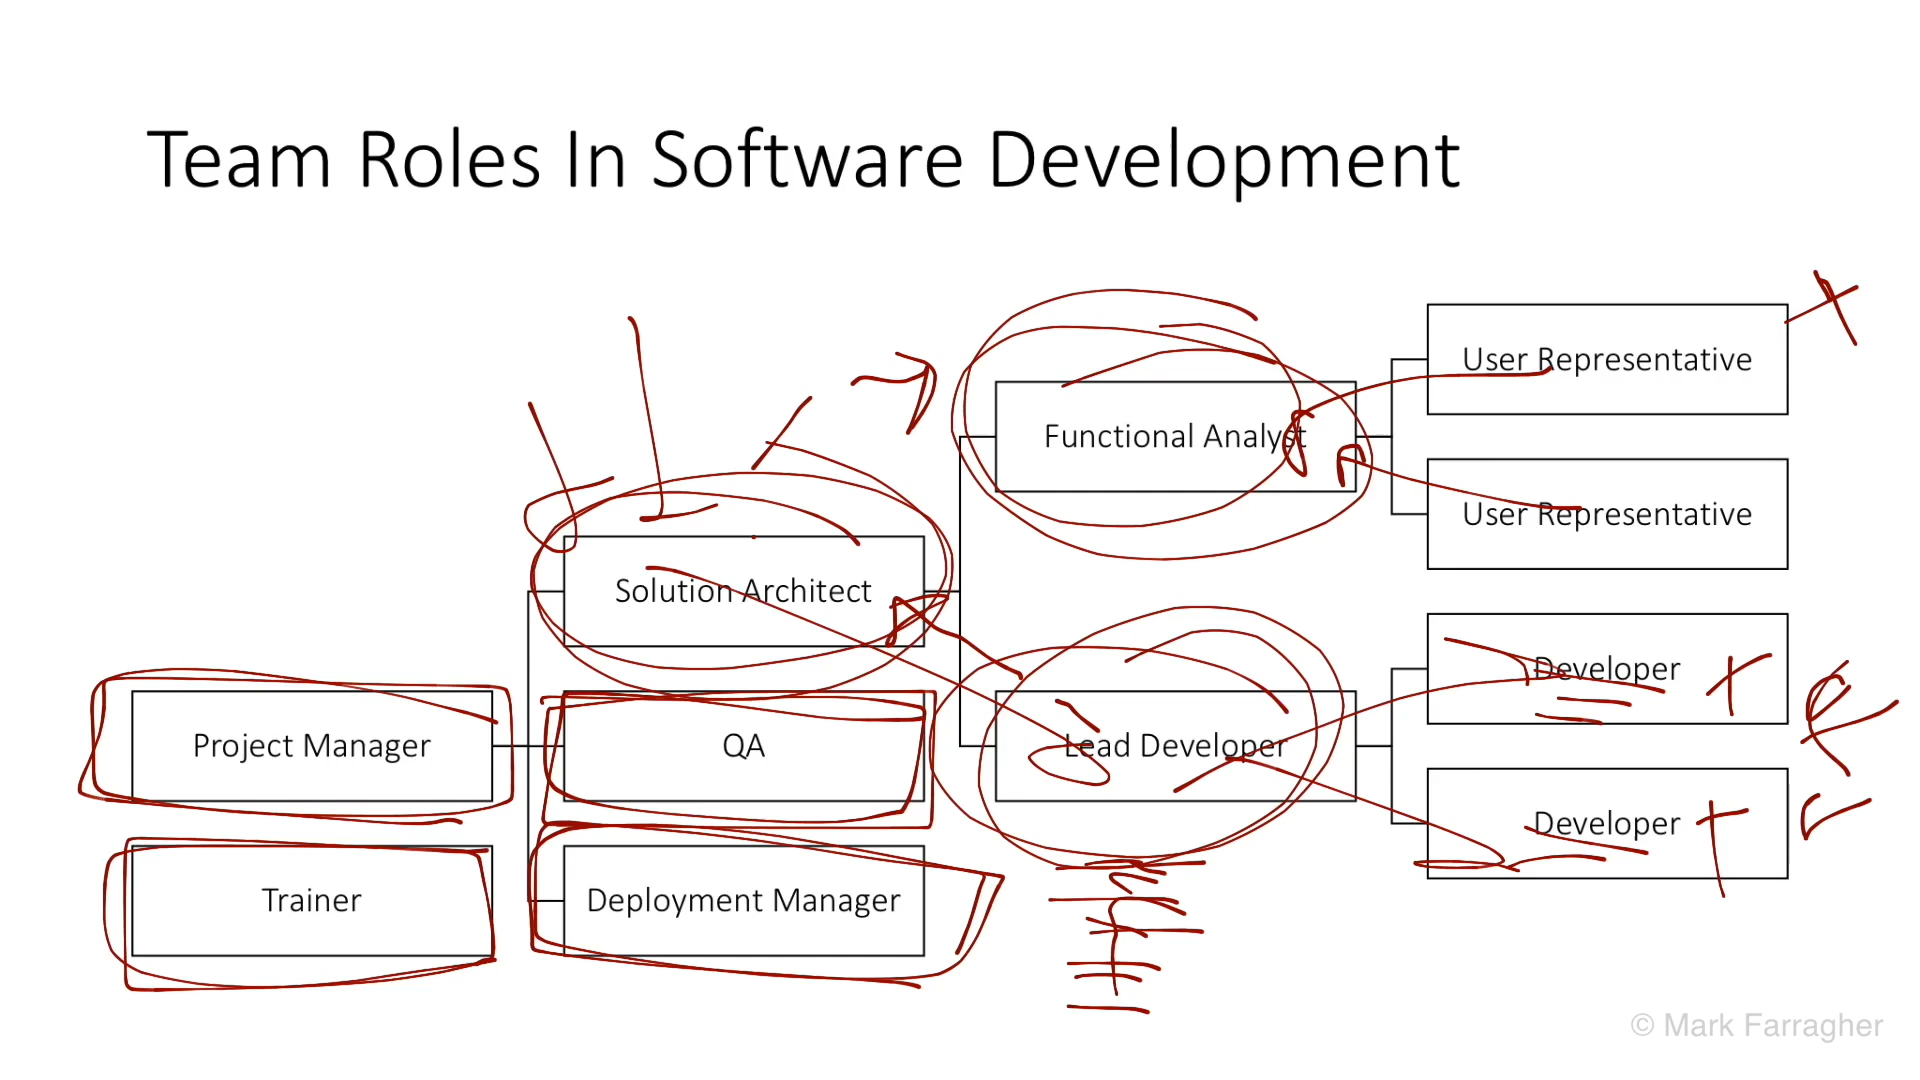 Team Roles In Software Development
User Representative
Functional Analyst
User Representative
Solution Architect
Developer
Project Manager
QA
Lead Developer
Developer
Trainer
Deployment Manager
© Mark Farragher